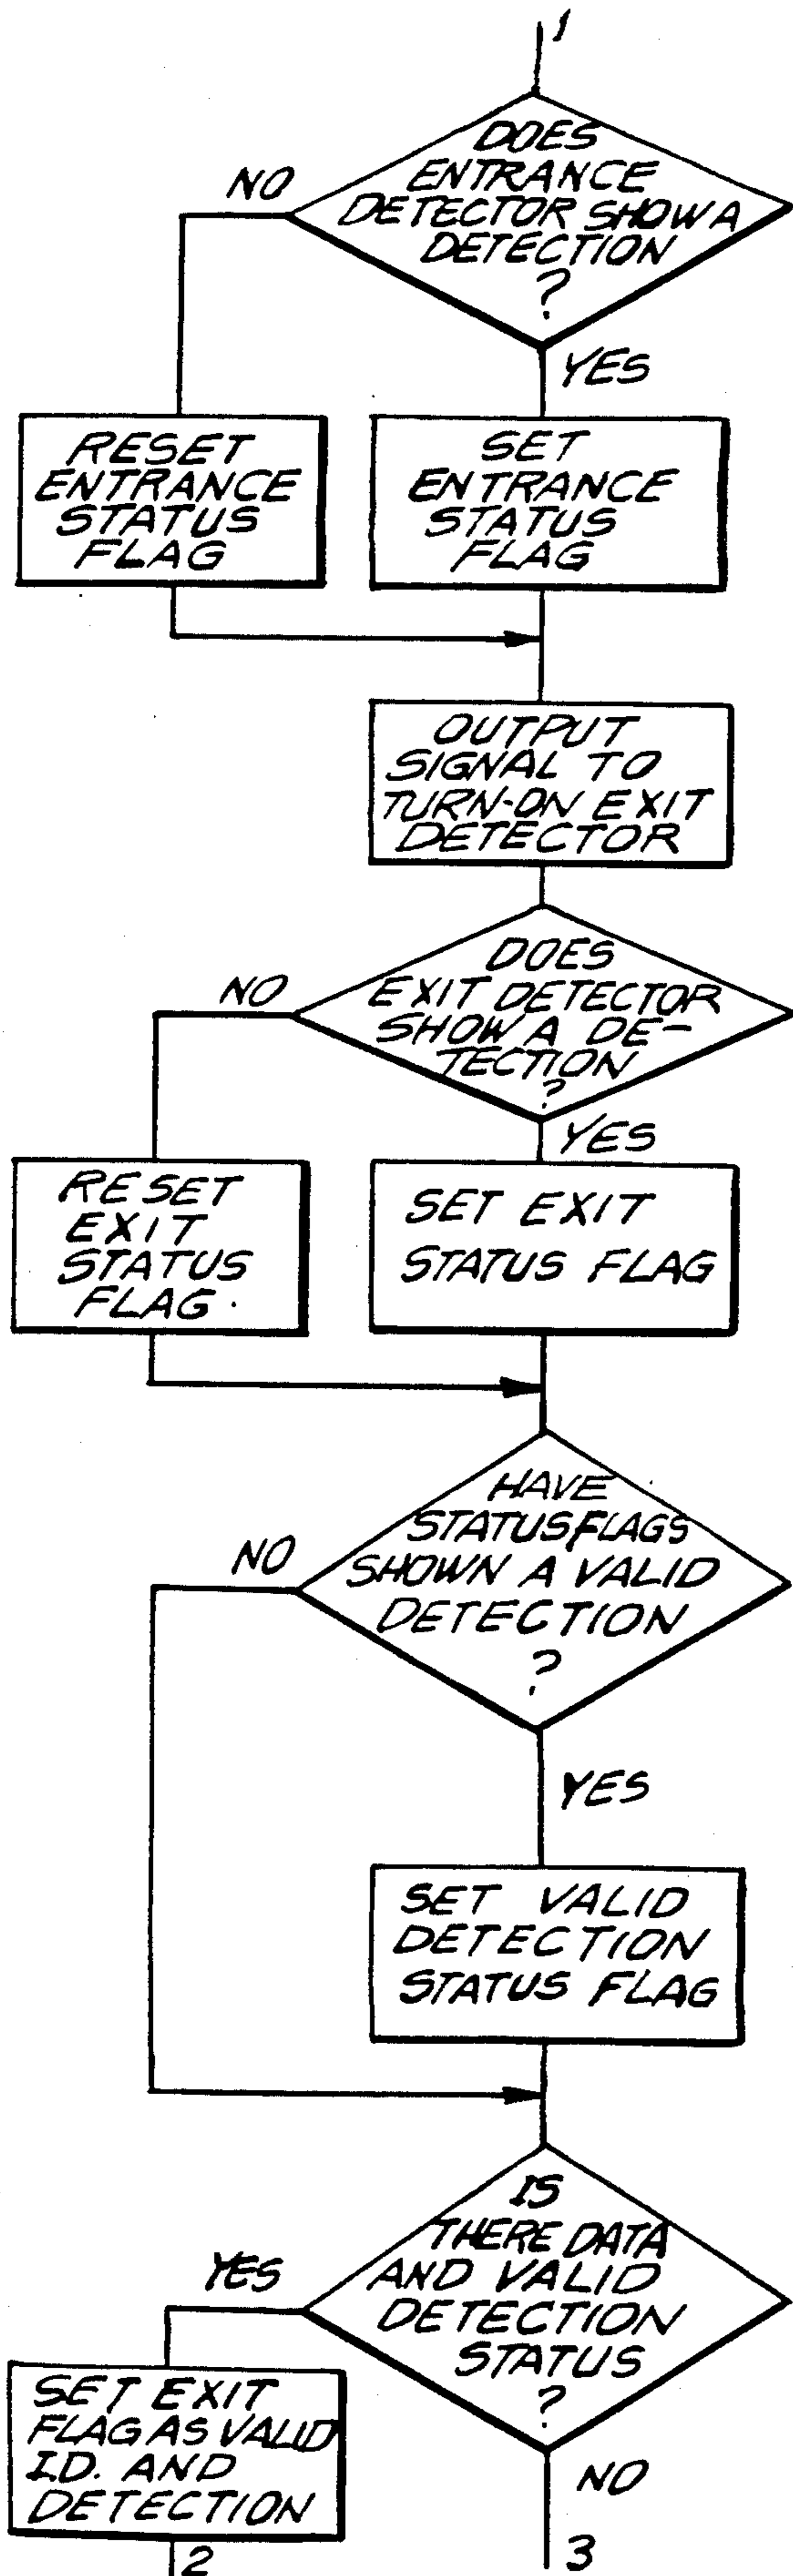 1
DOES
ENTRANCE
DETECTOR SHOW A
DETECTION
?
NO
YES
RESET
ENTRANCE
STATUS
FLAG
SET
ENTRANCE
STATUS
FLAG
OUTPUT
SIGNAL TO
TURN-ON EXIT
DETECTOR
DOES
EXIT DETECTOR
SHOW A DE-
TECTION
?
NO
YES
RESET
EXIT
STATUS
FLAG
SET EXIT
STATUS FLAG
HAVE
STATUS FLAGS
SHOWN A VALID
DETECTION
?
NO
YES
SET VALID
DETECTION
STATUS FLAG
IS
THERE DATA
AND VALID
DETECTION
STATUS
?
YES
NO
SET EXIT
FLAG AS VALID
I.D. AND
DETECTION
2
3